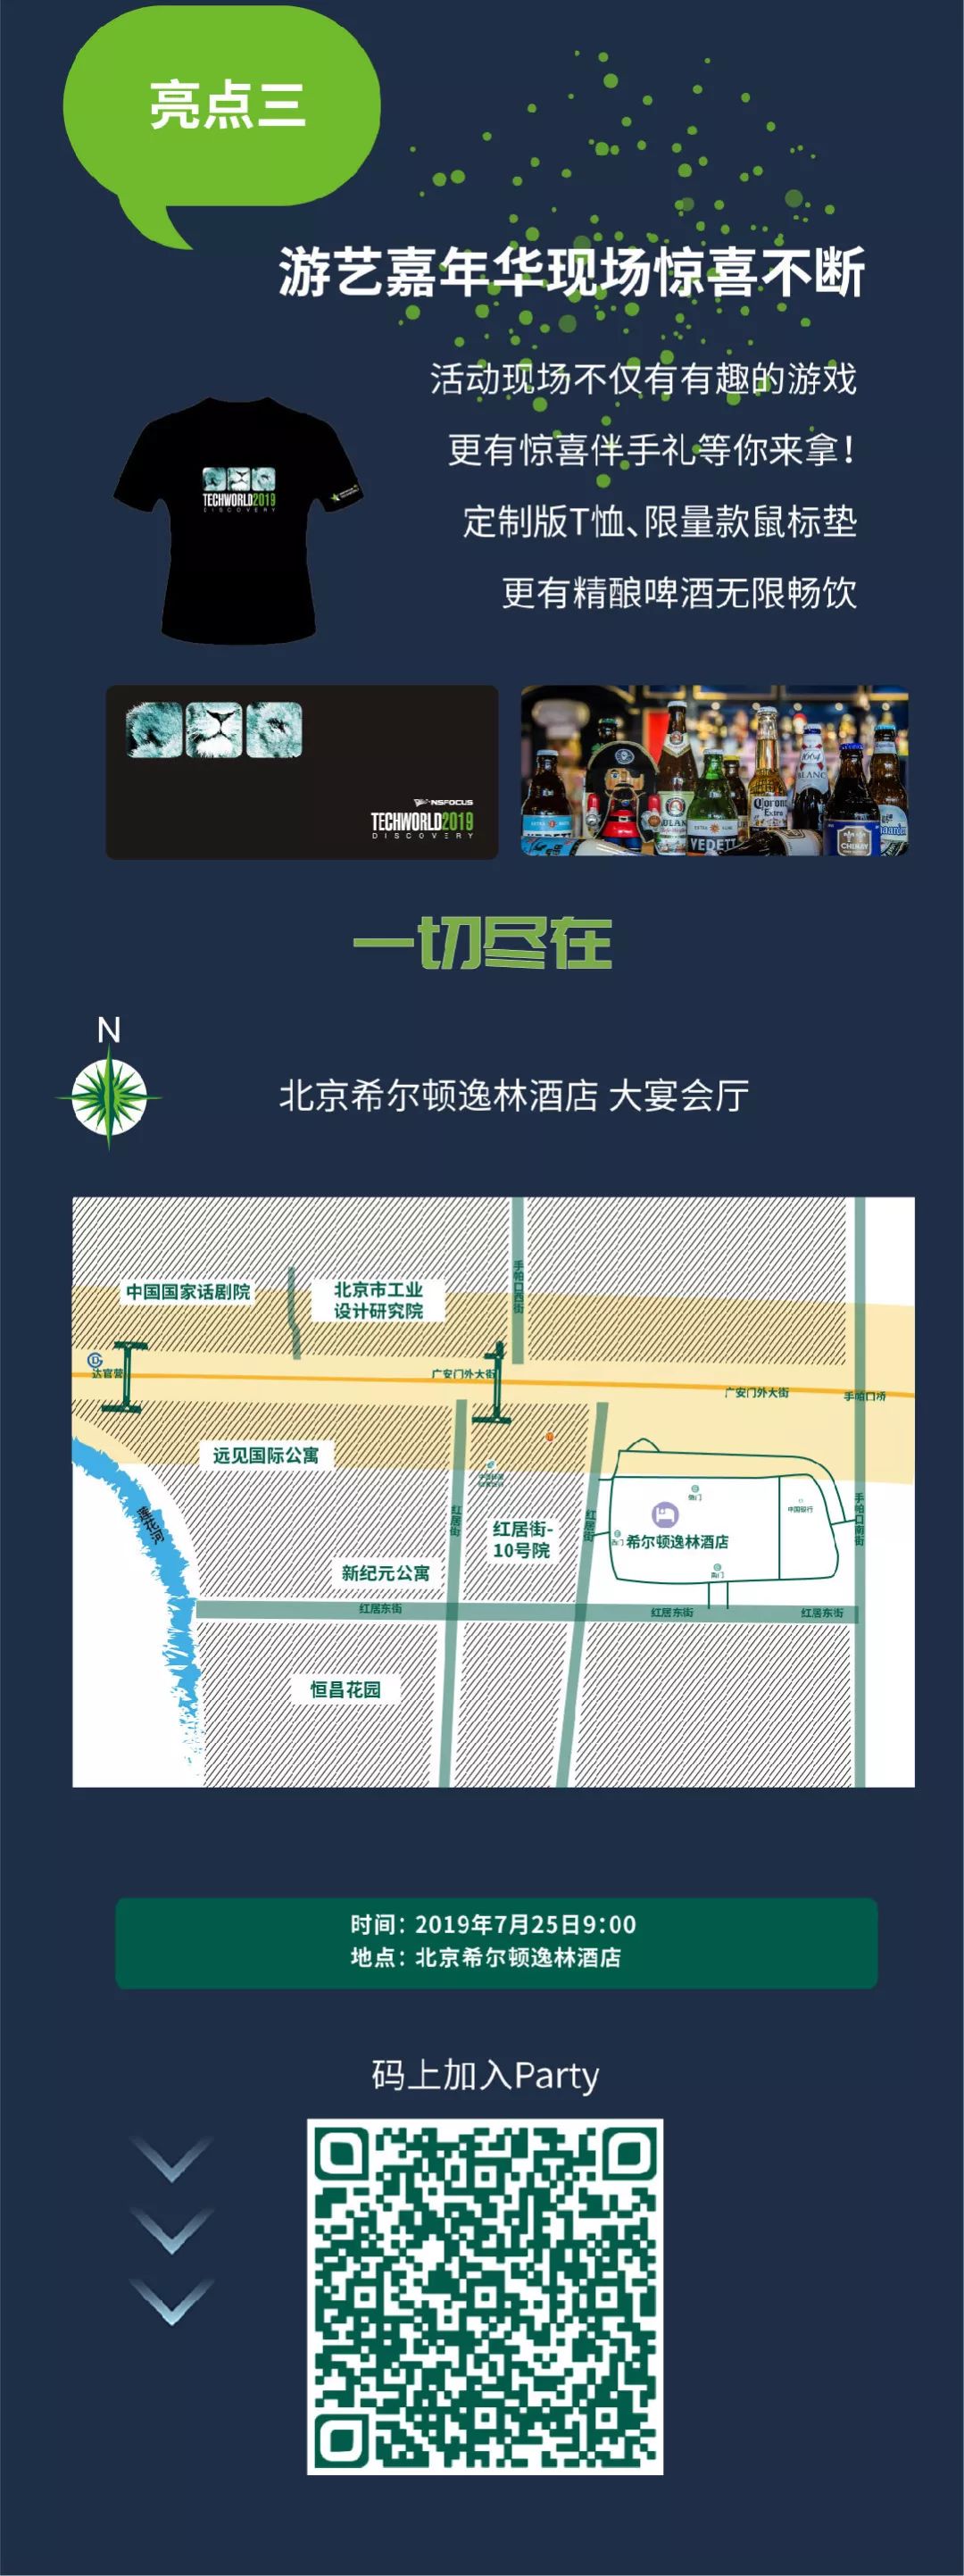 亮点三
游艺嘉年华现场惊喜不断
活动现场不仅有有趣的游戏
更有惊喜伴手礼等你来拿！
定制版T恤、限量款鼠标垫
更有精酿啤酒无限畅饮
TECHWORLD2019
DISCOVERY
NSFOCUS
TECHWORLD2019
DISCOVERY
1664
BLANC
Corona
Extra
VEDETT
CHIMAY
一切尽在
N
北京希尔顿逸林酒店 大宴会厅
中国国家话剧院
北京市工业
设计研究院
手帕口西街
达官营
广安门外大街
广安门外大街
手帕口桥
远见国际公寓
莲花河
红居街
红居街-
10号院
红居街
中国银行
手帕口南街
西门
希尔顿逸林酒店
南门
新纪元公寓
红居东街
红居东街
红居东街
恒昌花园
时间：2019年7月25日9:00
地点：北京希尔顿逸林酒店
码上加入Party